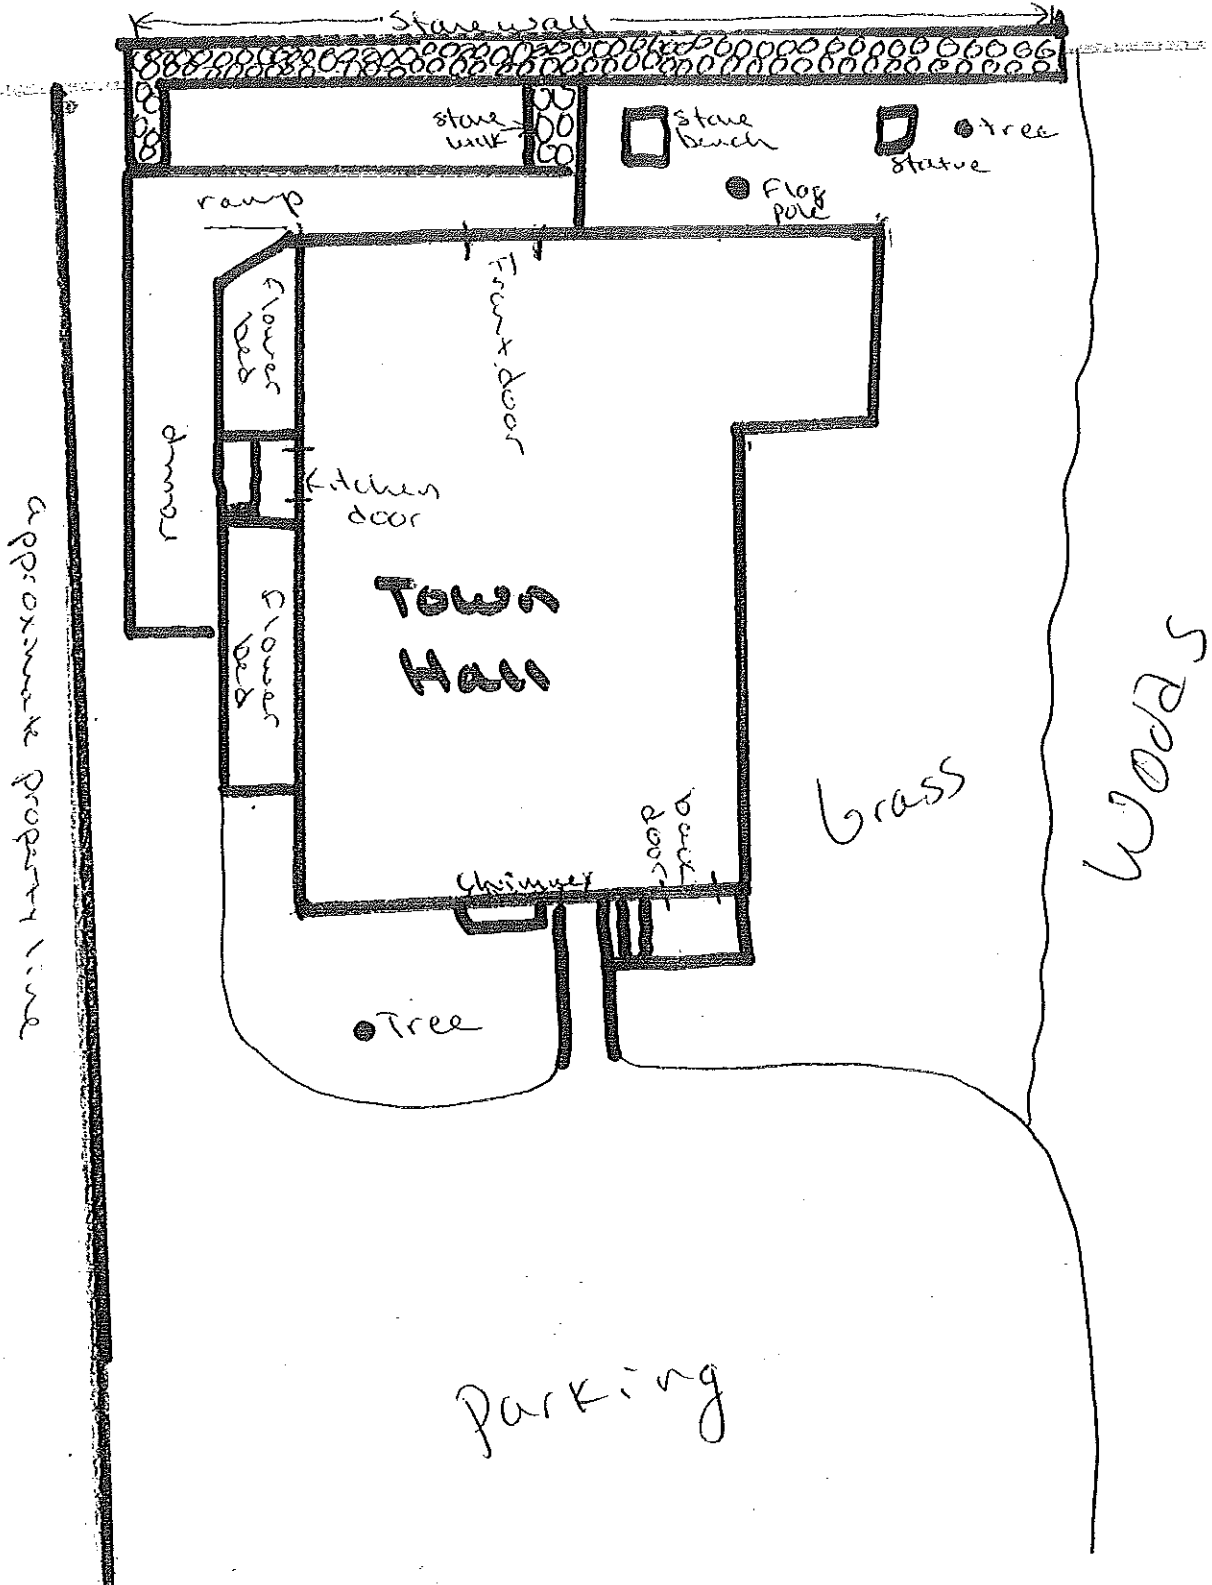 Stone wall
stone
walk
stone
bench
tree
statue
Flag
pole
ramp
Front door
Flower
bed
ramp
Kitchen
door
Town
Hall
Flower
bed
approximate property line
Woods
Grass
back
door
chimney
Tree
Parking